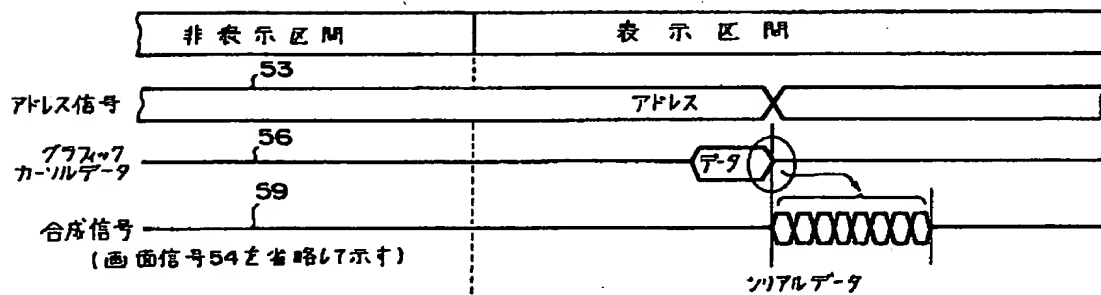 非表示区間 表示区間
53
アドレス信号 アドレス
56
グラフィック
カーソルデータ データ
59
合成信号
(画面信号54を省略して示す)
シリアルデータ